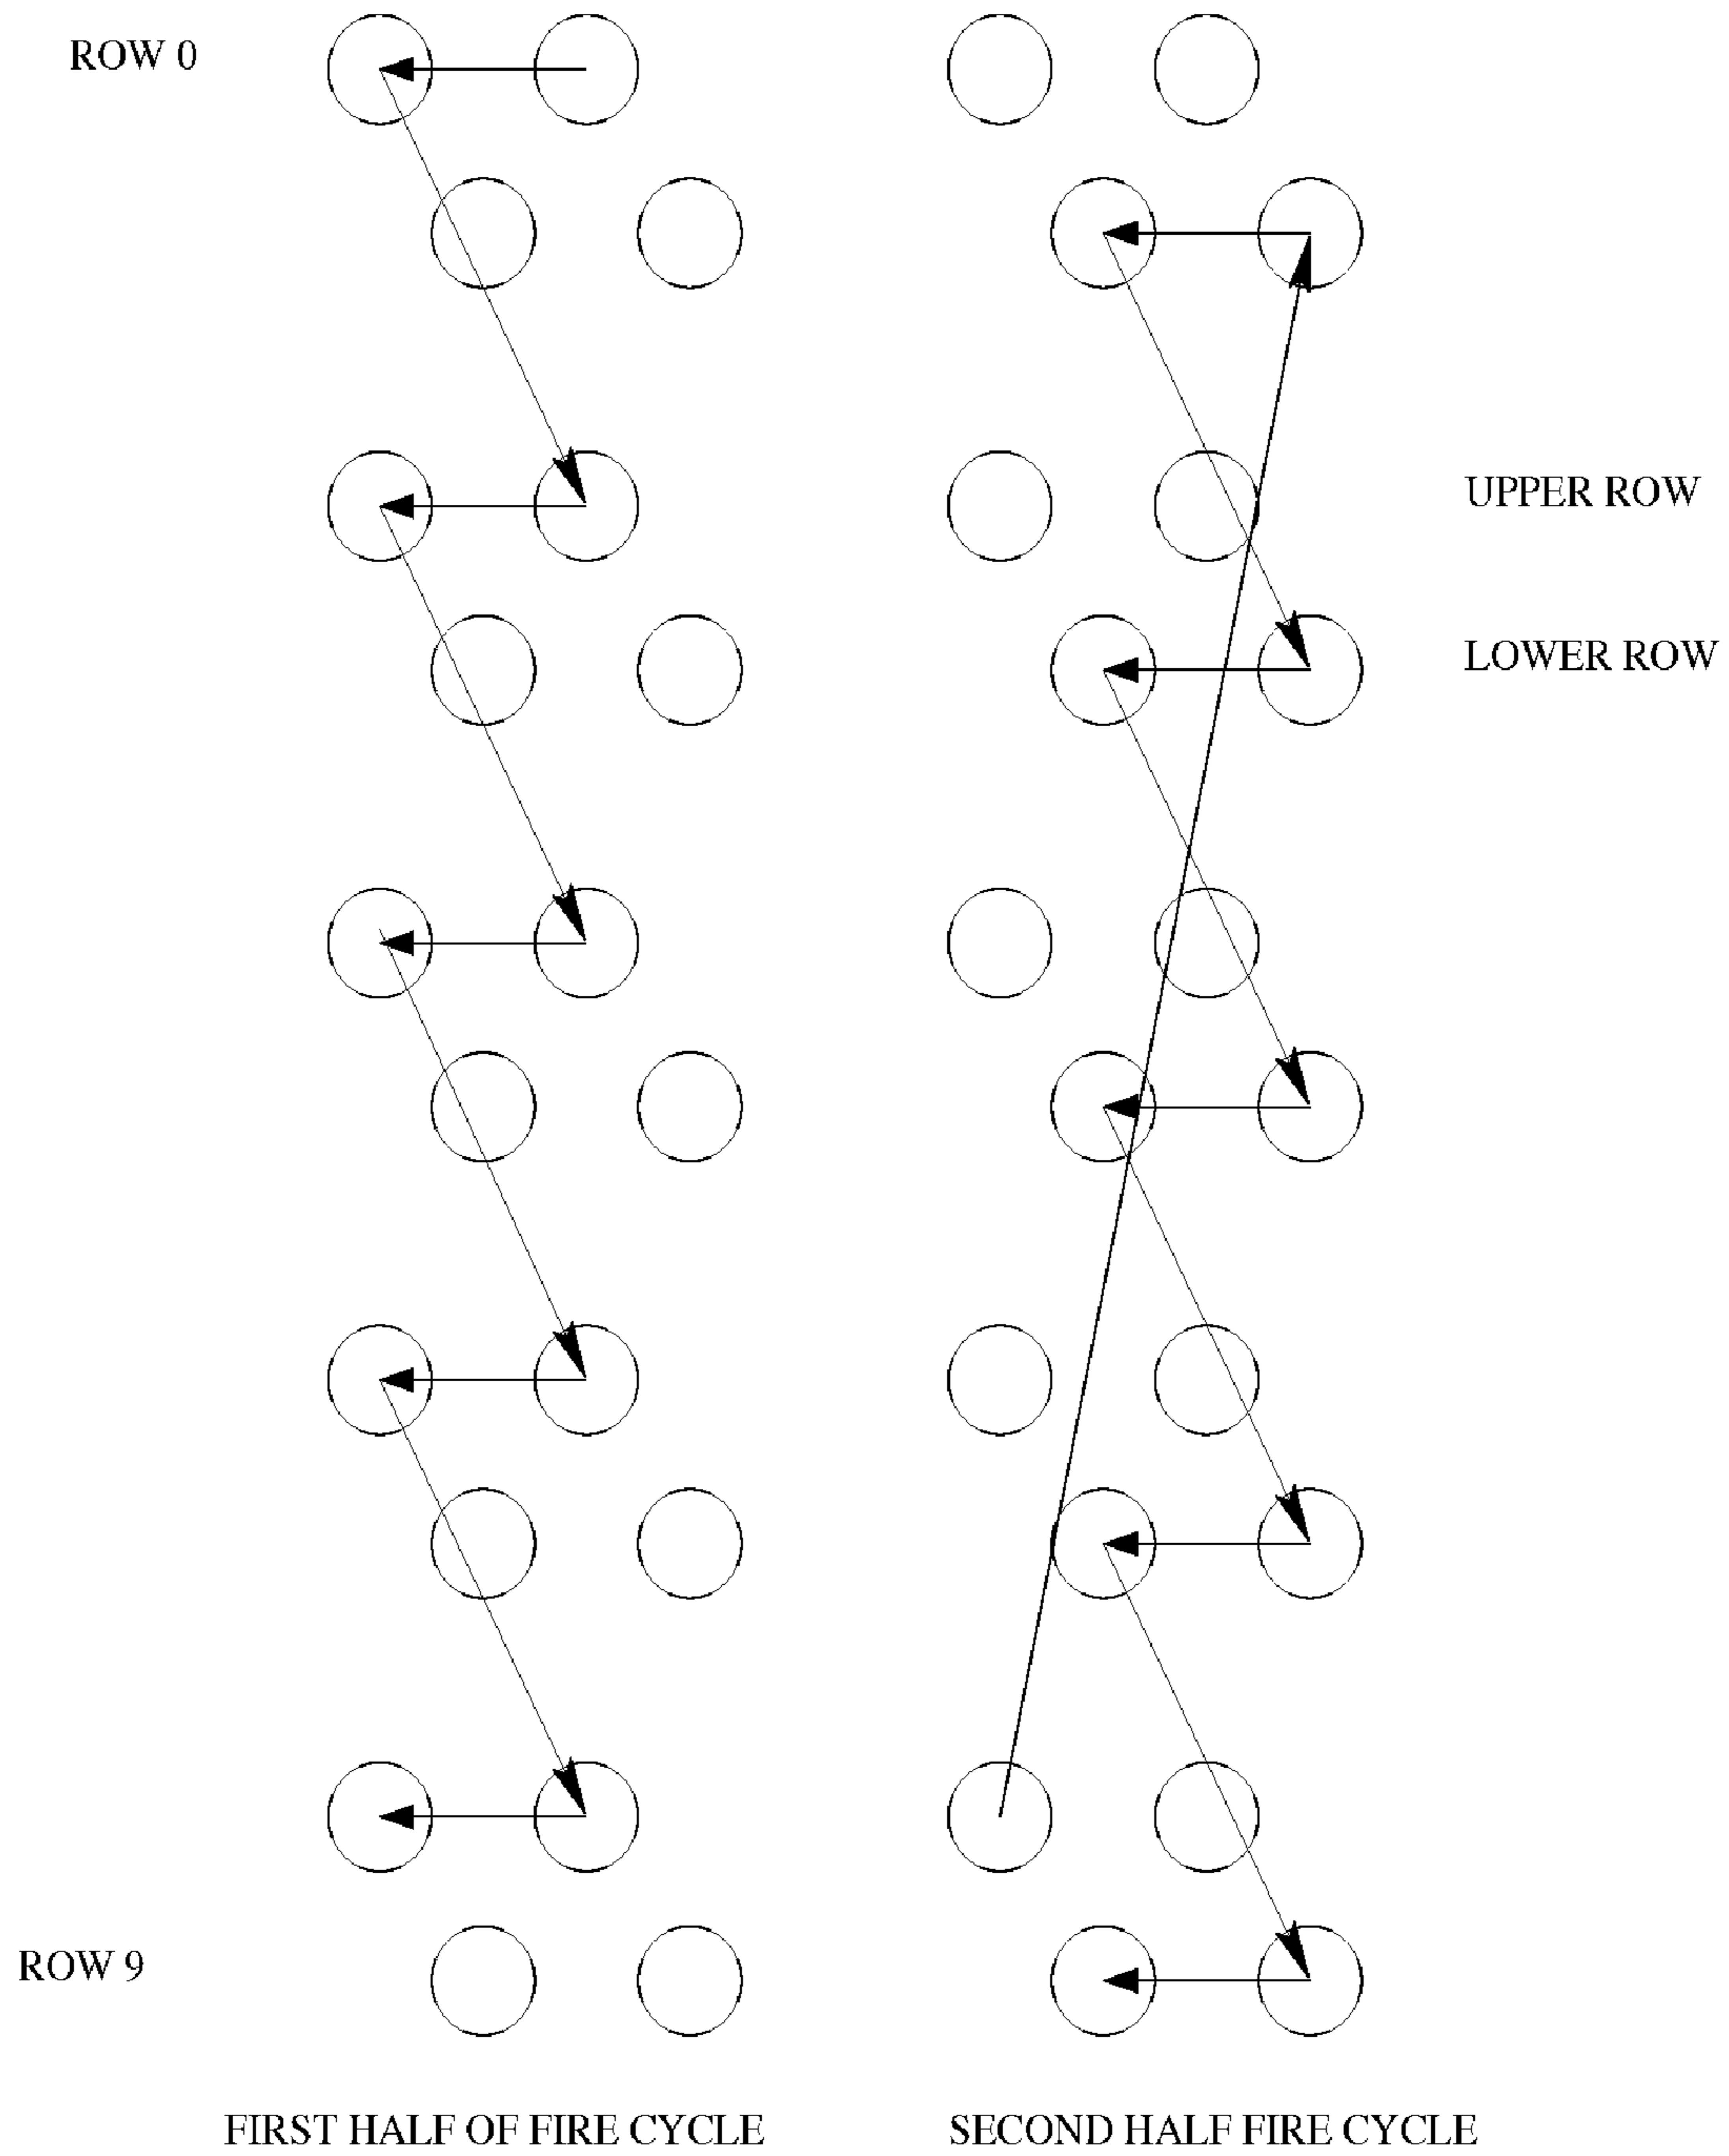 ROW 0
UPPER ROW
LOWER ROW
ROW 9
FIRST HALF OF FIRE CYCLE
SECOND HALF FIRE CYCLE